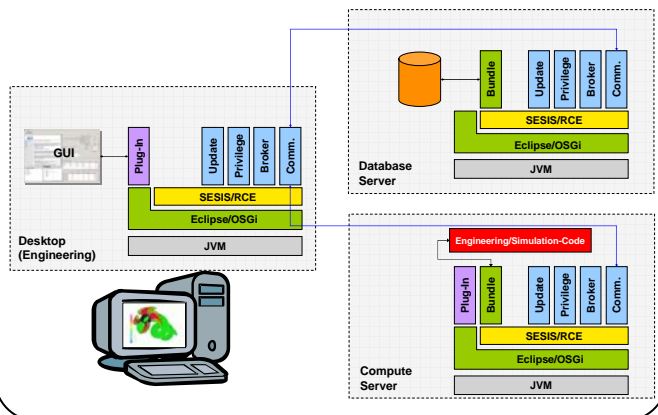 GUI
Plug-In
Update
Privilege
Broker
Comm.
SESIS/RCE
Eclipse/OSGi
JVM
Desktop
(Engineering)
Bundle
Update
Privilege
Broker
Comm.
SESIS/RCE
Eclipse/OSGi
JVM
Database
Server
Engineering/Simulation-Code
Plug-In
Bundle
Update
Privilege
Broker
Comm.
SESIS/RCE
Eclipse/OSGi
JVM
Compute
Server